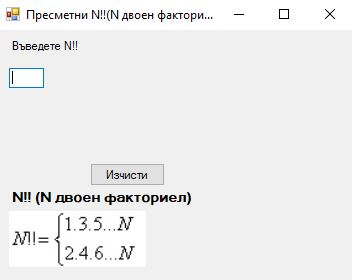 Пресметни N!!(N двоен фактори...
Въведете N!!
Изчисти
N!! (N двоен факториел)
1.3.5...N
N!!=
2.4.6...N